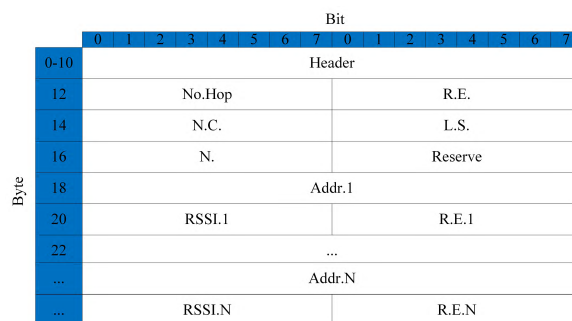 Bit
0 1 2 3 4 5 6 7 0 1 2 3 4 5 6 7
0-10 Header
12 No.Hop R.E.
14 N.C. L.S.
16 N. Reserve
Byte
18 Addr.1
20 RSSI.1 R.E.1
22 ...
... Addr.N
... RSSI.N R.E.N